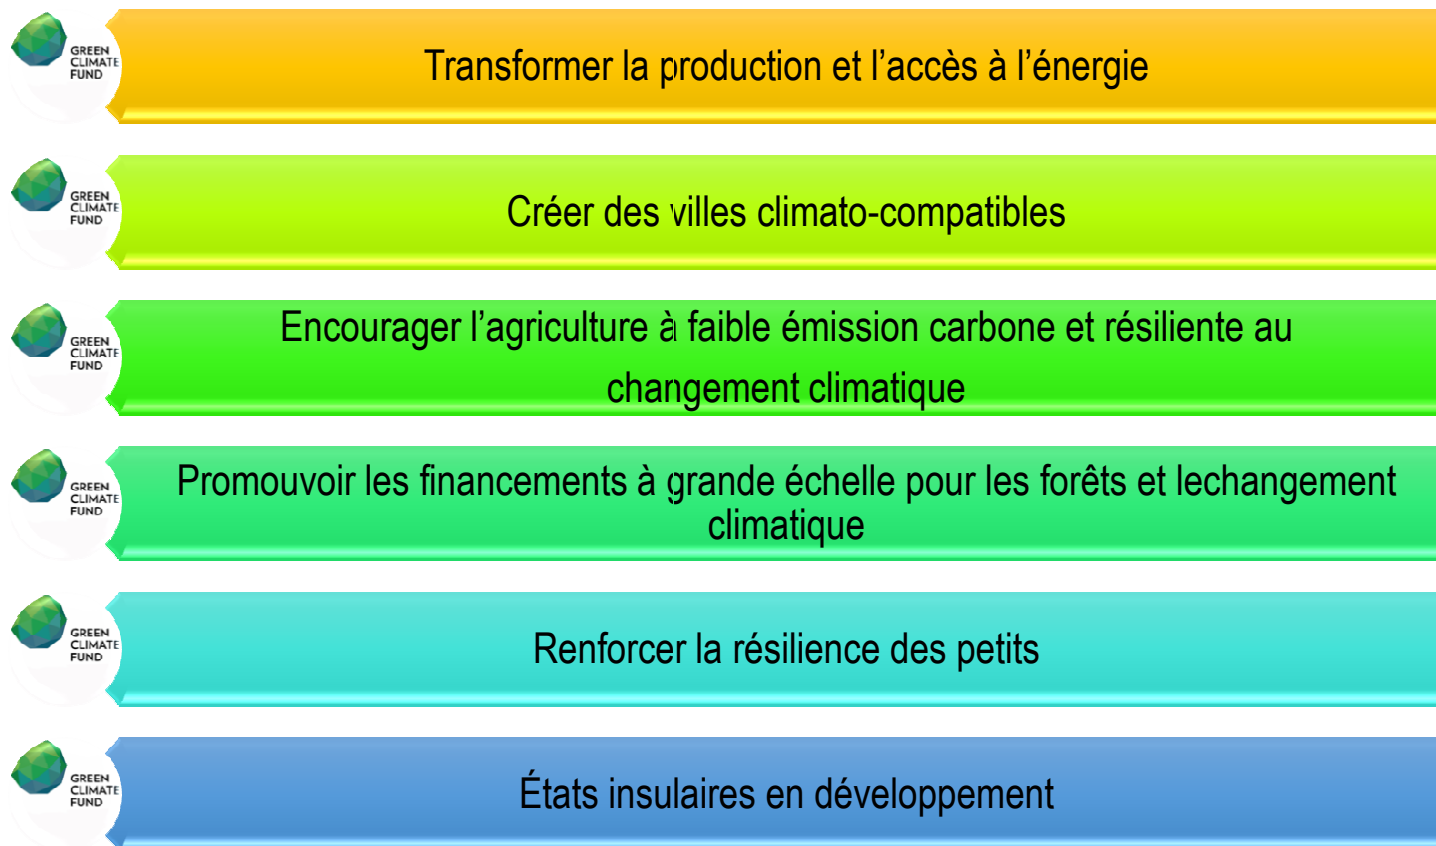 GREEN
CLIMATE
FUND
Transformer la production et l’accès à l’énergie
GREEN
CLIMATE
FUND
Créer des villes climato-compatibles
GREEN
CLIMATE
FUND
Encourager l’agriculture à faible émission carbone et résiliente au
changement climatique
GREEN
CLIMATE
FUND
Promouvoir les financements à grande échelle pour les forêts et lechangement
climatique
GREEN
CLIMATE
FUND
Renforcer la résilience des petits
GREEN
CLIMATE
FUND
États insulaires en développement